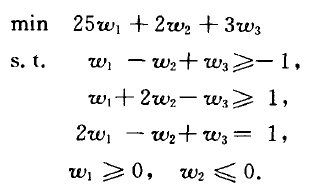 min 25w₁ + 2w₂ + 3w₃
s. t. w₁ − w₂ + w₃ ⩾ − 1,
w₁ + 2w₂ − w₃ ⩾ 1,
2w₁ − w₂ + w₃ = 1,
w₁ ⩾ 0, w₂ ⩽ 0.